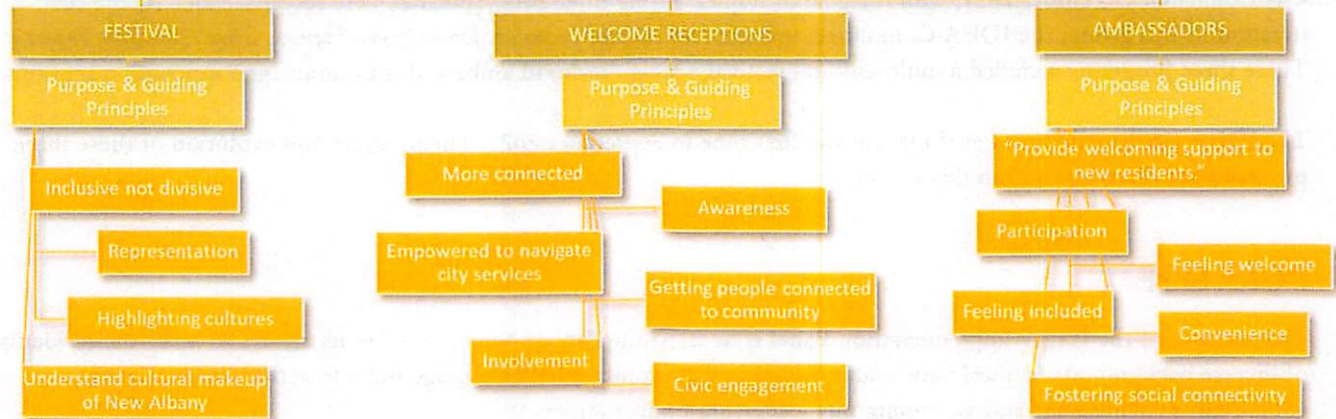 FESTIVAL
Purpose & Guiding
Principles
Inclusive not divisive
Representation
Highlighting cultures
Understand cultural makeup
of New Albany
WELCOME RECEPTIONS
Purpose & Guiding
Principles
More connected
Awareness
Empowered to navigate
city services
Getting people connected
to community
Involvement
Civic engagement
AMBASSADORS
Purpose & Guiding
Principles
"Provide welcoming support to
new residents."
Participation
Feeling welcome
Feeling included
Convenience
Fostering social connectivity